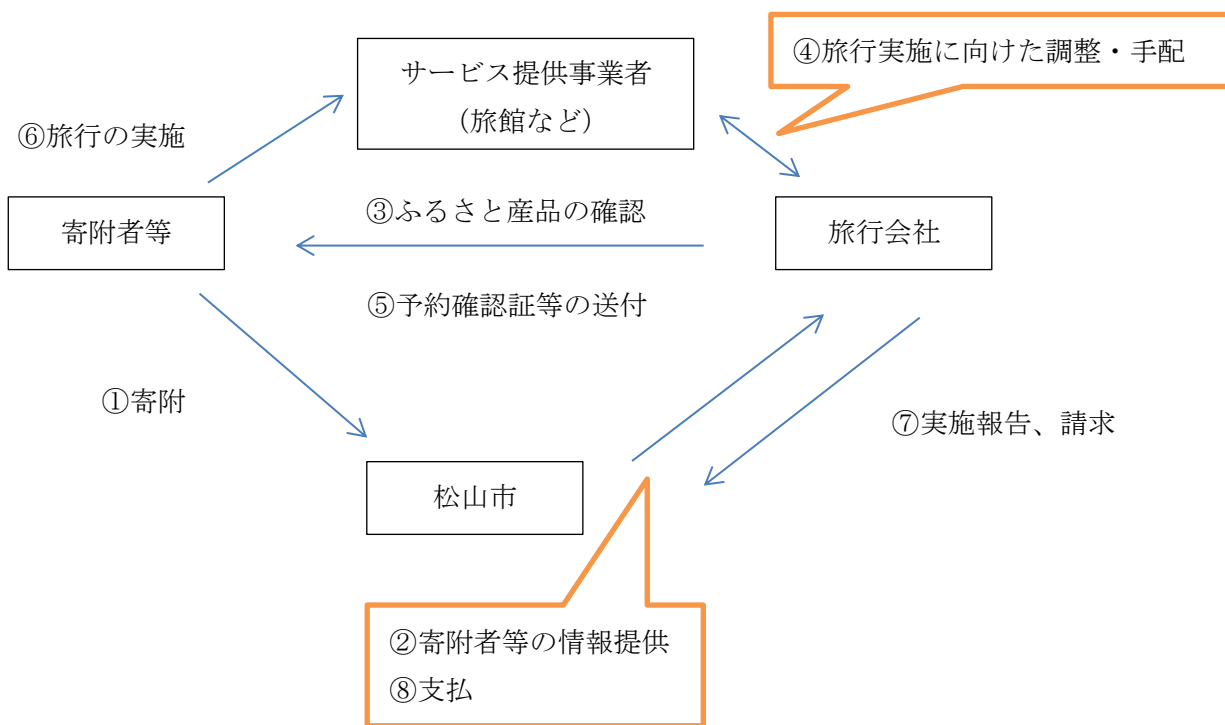 ④旅行実施に向けた調整・手配
サービス提供事業者
（旅館など）
⑥旅行の実施
③ふるさと産品の確認
寄附者等
旅行会社
⑤予約確認証等の送付
①寄附
⑦実施報告、請求
松山市
②寄附者等の情報提供
⑧支払